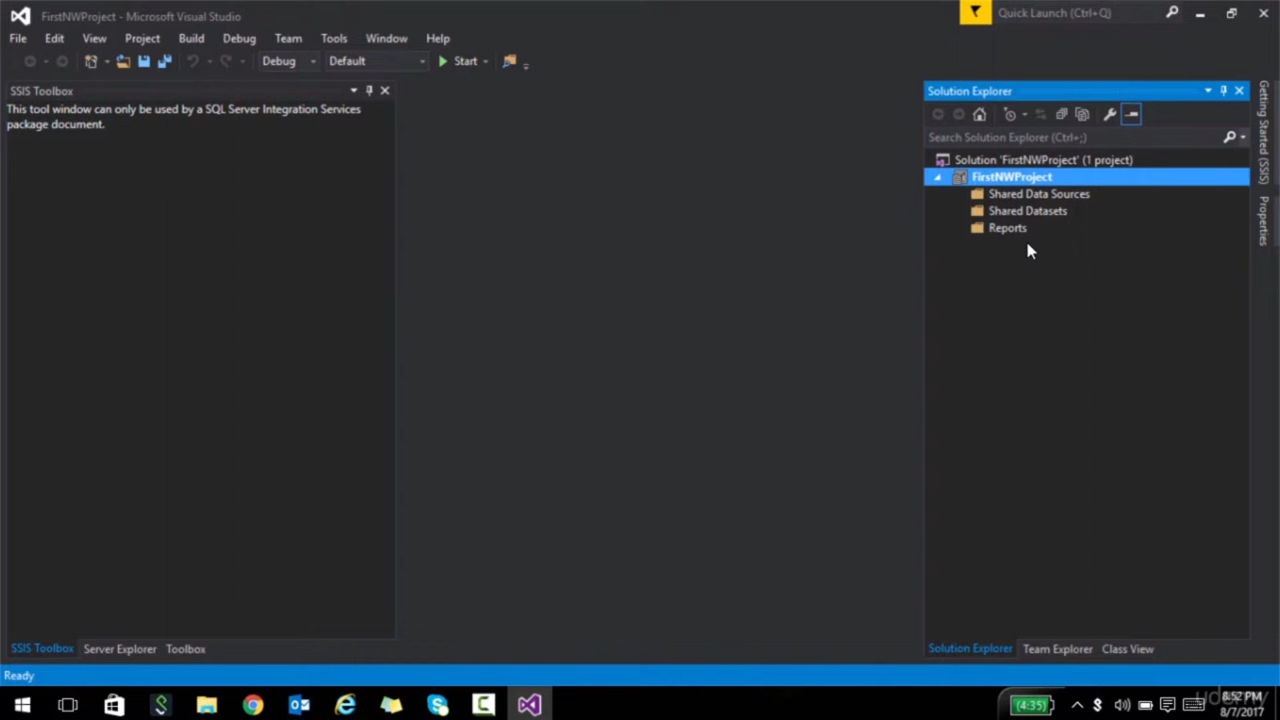 FirstNWProject - Microsoft Visual Studio
Quick Launch (Ctrl+Q)
File Edit View Project Build Debug Team Tools Window Help
Debug Default Start
SSIS Toolbox
This tool window can only be used by a SQL Server Integration Services
package document.
Solution Explorer
Search Solution Explorer (Ctrl+;)
Solution 'FirstNWProject' (1 project)
FirstNWProject
Shared Data Sources
Shared Datasets
Reports
Getting Started (SSIS)
Properties
SSIS Toolbox Server Explorer Toolbox
Solution Explorer Team Explorer Class View
Ready
(4:35)
8:52 PM
8/7/2017
udemy